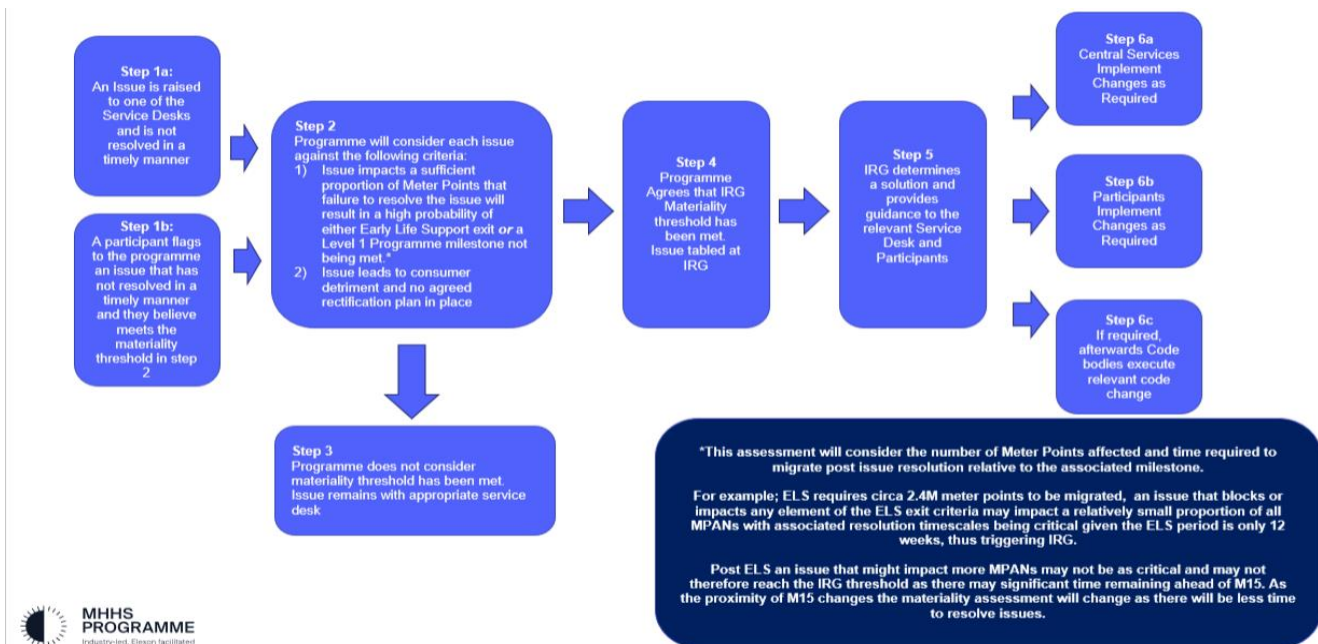 Step 1a:
An Issue is raised
to one of the
Service Desks
and is not
resolved in a
timely manner
Step 1b:
A participant flags
to the programme
an issue that has
not resolved in a
timely manner
and they believe
meets the
materiality
threshold in step
2
Step 2
Programme will consider each issue
against the following criteria:
1) Issue impacts a sufficient
proportion of Meter Points that
failure to resolve the issue will
result in a high probability of
either Early Life Support exit or a
Level 1 Programme milestone not
being met.*
2) Issue leads to consumer
detriment and no agreed
rectification plan in place
Step 3
Programme does not consider
materiality threshold has been met.
Issue remains with appropriate service
desk
Step 4
Programme
Agrees that IRG
Materiality
threshold has
been met.
Issue tabled at
IRG
Step 5
IRG determines
a solution and
provides
guidance to the
relevant Service
Desk and
Participants
Step 6a
Central Services
Implement
Changes as
Required
Step 6b
Participants
Implement
Changes as
Required
Step 6c
If required,
afterwards Code
bodies execute
relevant code
change
*This assessment will consider the number of Meter Points affected and time required to
migrate post issue resolution relative to the associated milestone.
For example; ELS requires circa 2.4M meter points to be migrated, an issue that blocks or
impacts any element of the ELS exit criteria may impact a relatively small proportion of all
MPANs with associated resolution timescales being critical given the ELS period is only 12
weeks, thus triggering IRG.
Post ELS an issue that might impact more MPANs may not be as critical and may not
therefore reach the IRG threshold as there may significant time remaining ahead of M15. As
the proximity of M15 changes the materiality assessment will change as there will be less time
to resolve issues.
MHHS
PROGRAMME
Industry-led, Elexon facilitated